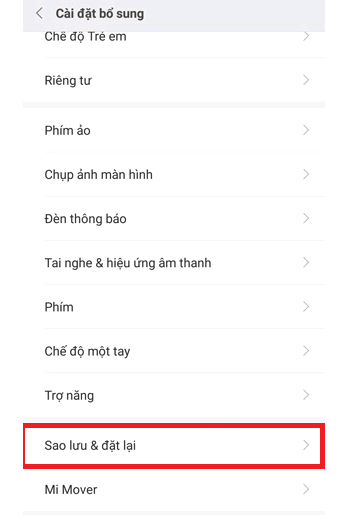 Cài đặt bổ sung
Chế độ Trẻ em
Riêng tư
Phím ảo
Chụp ảnh màn hình
Đèn thông báo
Tai nghe & hiệu ứng âm thanh
Phím
Chế độ một tay
Trợ năng
Sao lưu & đặt lại
Mi Mover